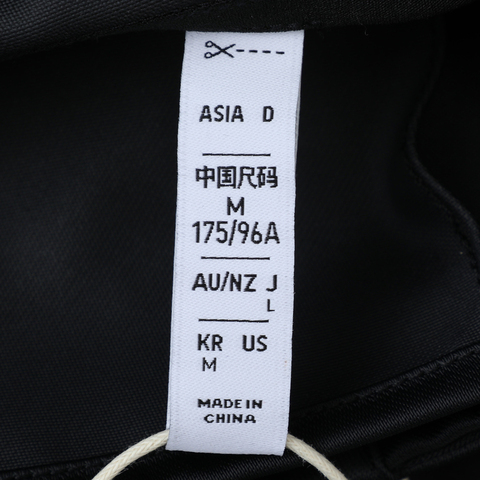 ASIA D
中国尺码
M
175/96A
AU/NZ J
L
KR US
M
MADE IN
CHINA